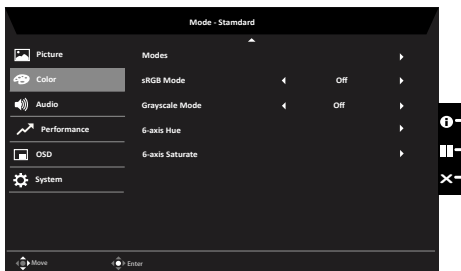 Mode - Stamdard
Picture
Modes
Color
sRGB Mode Off
Audio
Grayscale Mode Off
Performance
6-axis Hue
OSD
6-axis Saturate
System
Move Enter